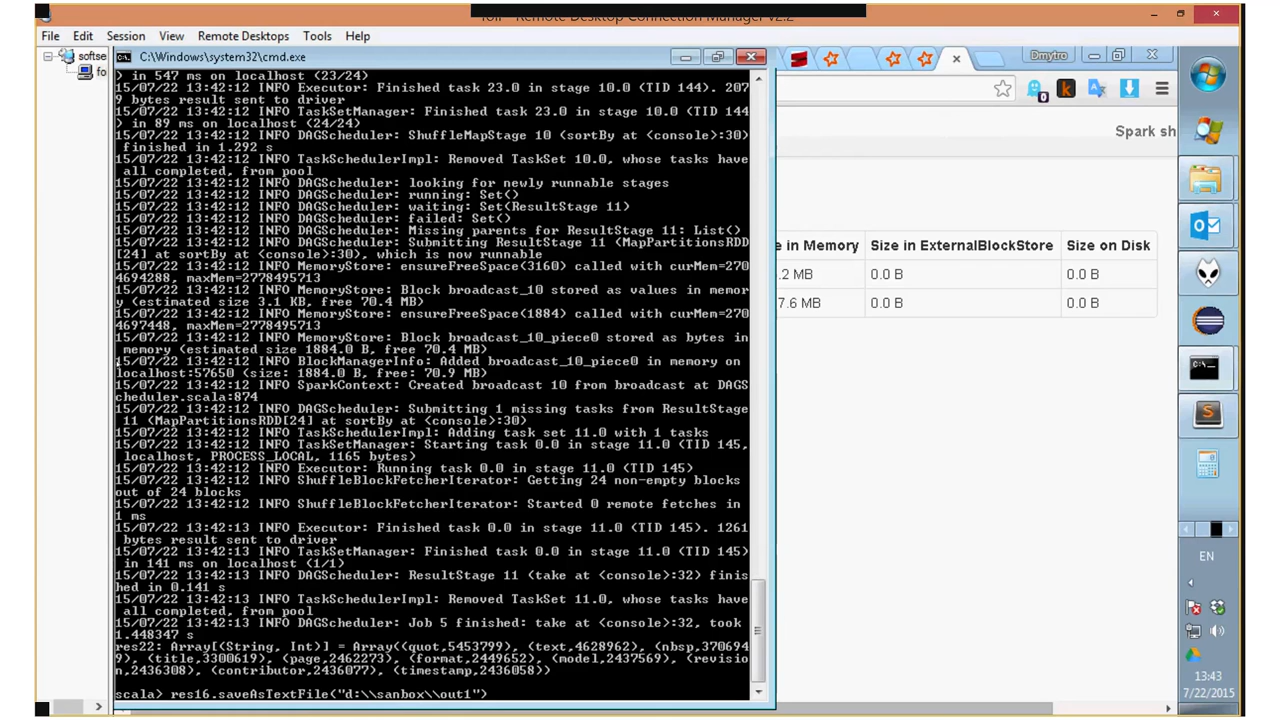 Remote Desktop Connection Manager v2.2
File Edit Session View Remote Desktops Tools Help
softse
fo
C:\Windows\system32\cmd.exe
Dmytro
) in 547 ms on localhost (23/24)
15/07/22 13:42:12 INFO Executor: Finished task 23.0 in stage 10.0 (TID 144). 207
9 bytes result sent to driver
15/07/22 13:42:12 INFO TaskSetManager: Finished task 23.0 in stage 10.0 (TID 144
) in 89 ms on localhost (24/24)
15/07/22 13:42:12 INFO DAGScheduler: ShuffleMapStage 10 (sortBy at <console>:30)
finished in 1.292 s
15/07/22 13:42:12 INFO TaskSchedulerImpl: Removed TaskSet 10.0, whose tasks have
all completed, from pool
15/07/22 13:42:12 INFO DAGScheduler: looking for newly runnable stages
15/07/22 13:42:12 INFO DAGScheduler: running: Set()
15/07/22 13:42:12 INFO DAGScheduler: waiting: Set(ResultStage 11)
15/07/22 13:42:12 INFO DAGScheduler: failed: Set()
15/07/22 13:42:12 INFO DAGScheduler: Missing parents for ResultStage 11: List()
15/07/22 13:42:12 INFO DAGScheduler: Submitting ResultStage 11 (MapPartitionsRDD
[24] at sortBy at <console>:30), which is now runnable
15/07/22 13:42:12 INFO MemoryStore: ensureFreeSpace(3160) called with curMem=270
4694288, maxMem=2778495713
15/07/22 13:42:12 INFO MemoryStore: Block broadcast_10 stored as values in memor
y (estimated size 3.1 KB, free 70.4 MB)
15/07/22 13:42:12 INFO MemoryStore: ensureFreeSpace(1884) called with curMem=270
4697448, maxMem=2778495713
15/07/22 13:42:12 INFO MemoryStore: Block broadcast_10_piece0 stored as bytes in
memory (estimated size 1884.0 B, free 70.4 MB)
15/07/22 13:42:12 INFO BlockManagerInfo: Added broadcast_10_piece0 in memory on
localhost:57650 (size: 1884.0 B, free: 70.9 MB)
15/07/22 13:42:12 INFO SparkContext: Created broadcast 10 from broadcast at DAGS
cheduler.scala:874
15/07/22 13:42:12 INFO DAGScheduler: Submitting 1 missing tasks from ResultStage
11 (MapPartitionsRDD[24] at sortBy at <console>:30)
15/07/22 13:42:12 INFO TaskSchedulerImpl: Adding task set 11.0 with 1 tasks
15/07/22 13:42:12 INFO TaskSetManager: Starting task 0.0 in stage 11.0 (TID 145,
localhost, PROCESS_LOCAL, 1165 bytes)
15/07/22 13:42:12 INFO Executor: Running task 0.0 in stage 11.0 (TID 145)
15/07/22 13:42:12 INFO ShuffleBlockFetcherIterator: Getting 24 non-empty blocks
out of 24 blocks
15/07/22 13:42:12 INFO ShuffleBlockFetcherIterator: Started 0 remote fetches in
1 ms
15/07/22 13:42:13 INFO Executor: Finished task 0.0 in stage 11.0 (TID 145). 1261
bytes result sent to driver
15/07/22 13:42:13 INFO TaskSetManager: Finished task 0.0 in stage 11.0 (TID 145)
in 141 ms on localhost (1/1)
15/07/22 13:42:13 INFO DAGScheduler: ResultStage 11 (take at <console>:32) finis
hed in 0.141 s
15/07/22 13:42:13 INFO TaskSchedulerImpl: Removed TaskSet 11.0, whose tasks have
all completed, from pool
15/07/22 13:42:13 INFO DAGScheduler: Job 5 finished: take at <console>:32, took
1.448347 s
res22: Array[(String, Int)] = Array((quot,5453799), (text,4628962), (nbsp,370694
9), (title,3300619), (page,2462273), (format,2449652), (model,2437569), (revisio
n,2436308), (contributor,2436077), (timestamp,2436058))
scala> res16.saveAsTextFile("d:\\sanbox\\out1")
0
Spark sh
e in Memory Size in ExternalBlockStore Size on Disk
.2 MB 0.0 B 0.0 B
7.6 MB 0.0 B 0.0 B
EN
13:43
7/22/2015